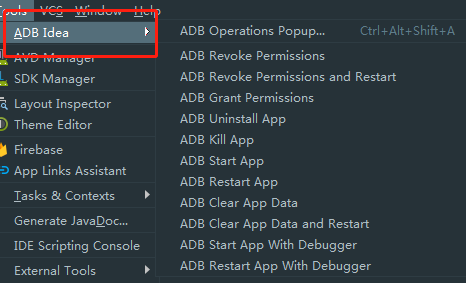 Tools VCS Window Help
ADB Idea
AVD Manager
SDK Manager
Layout Inspector
Theme Editor
Firebase
App Links Assistant
Tasks & Contexts
Generate JavaDoc...
IDE Scripting Console
External Tools
ADB Operations Popup... Ctrl+Alt+Shift+A
ADB Revoke Permissions
ADB Revoke Permissions and Restart
ADB Grant Permissions
ADB Uninstall App
ADB Kill App
ADB Start App
ADB Restart App
ADB Clear App Data
ADB Clear App Data and Restart
ADB Start App With Debugger
ADB Restart App With Debugger